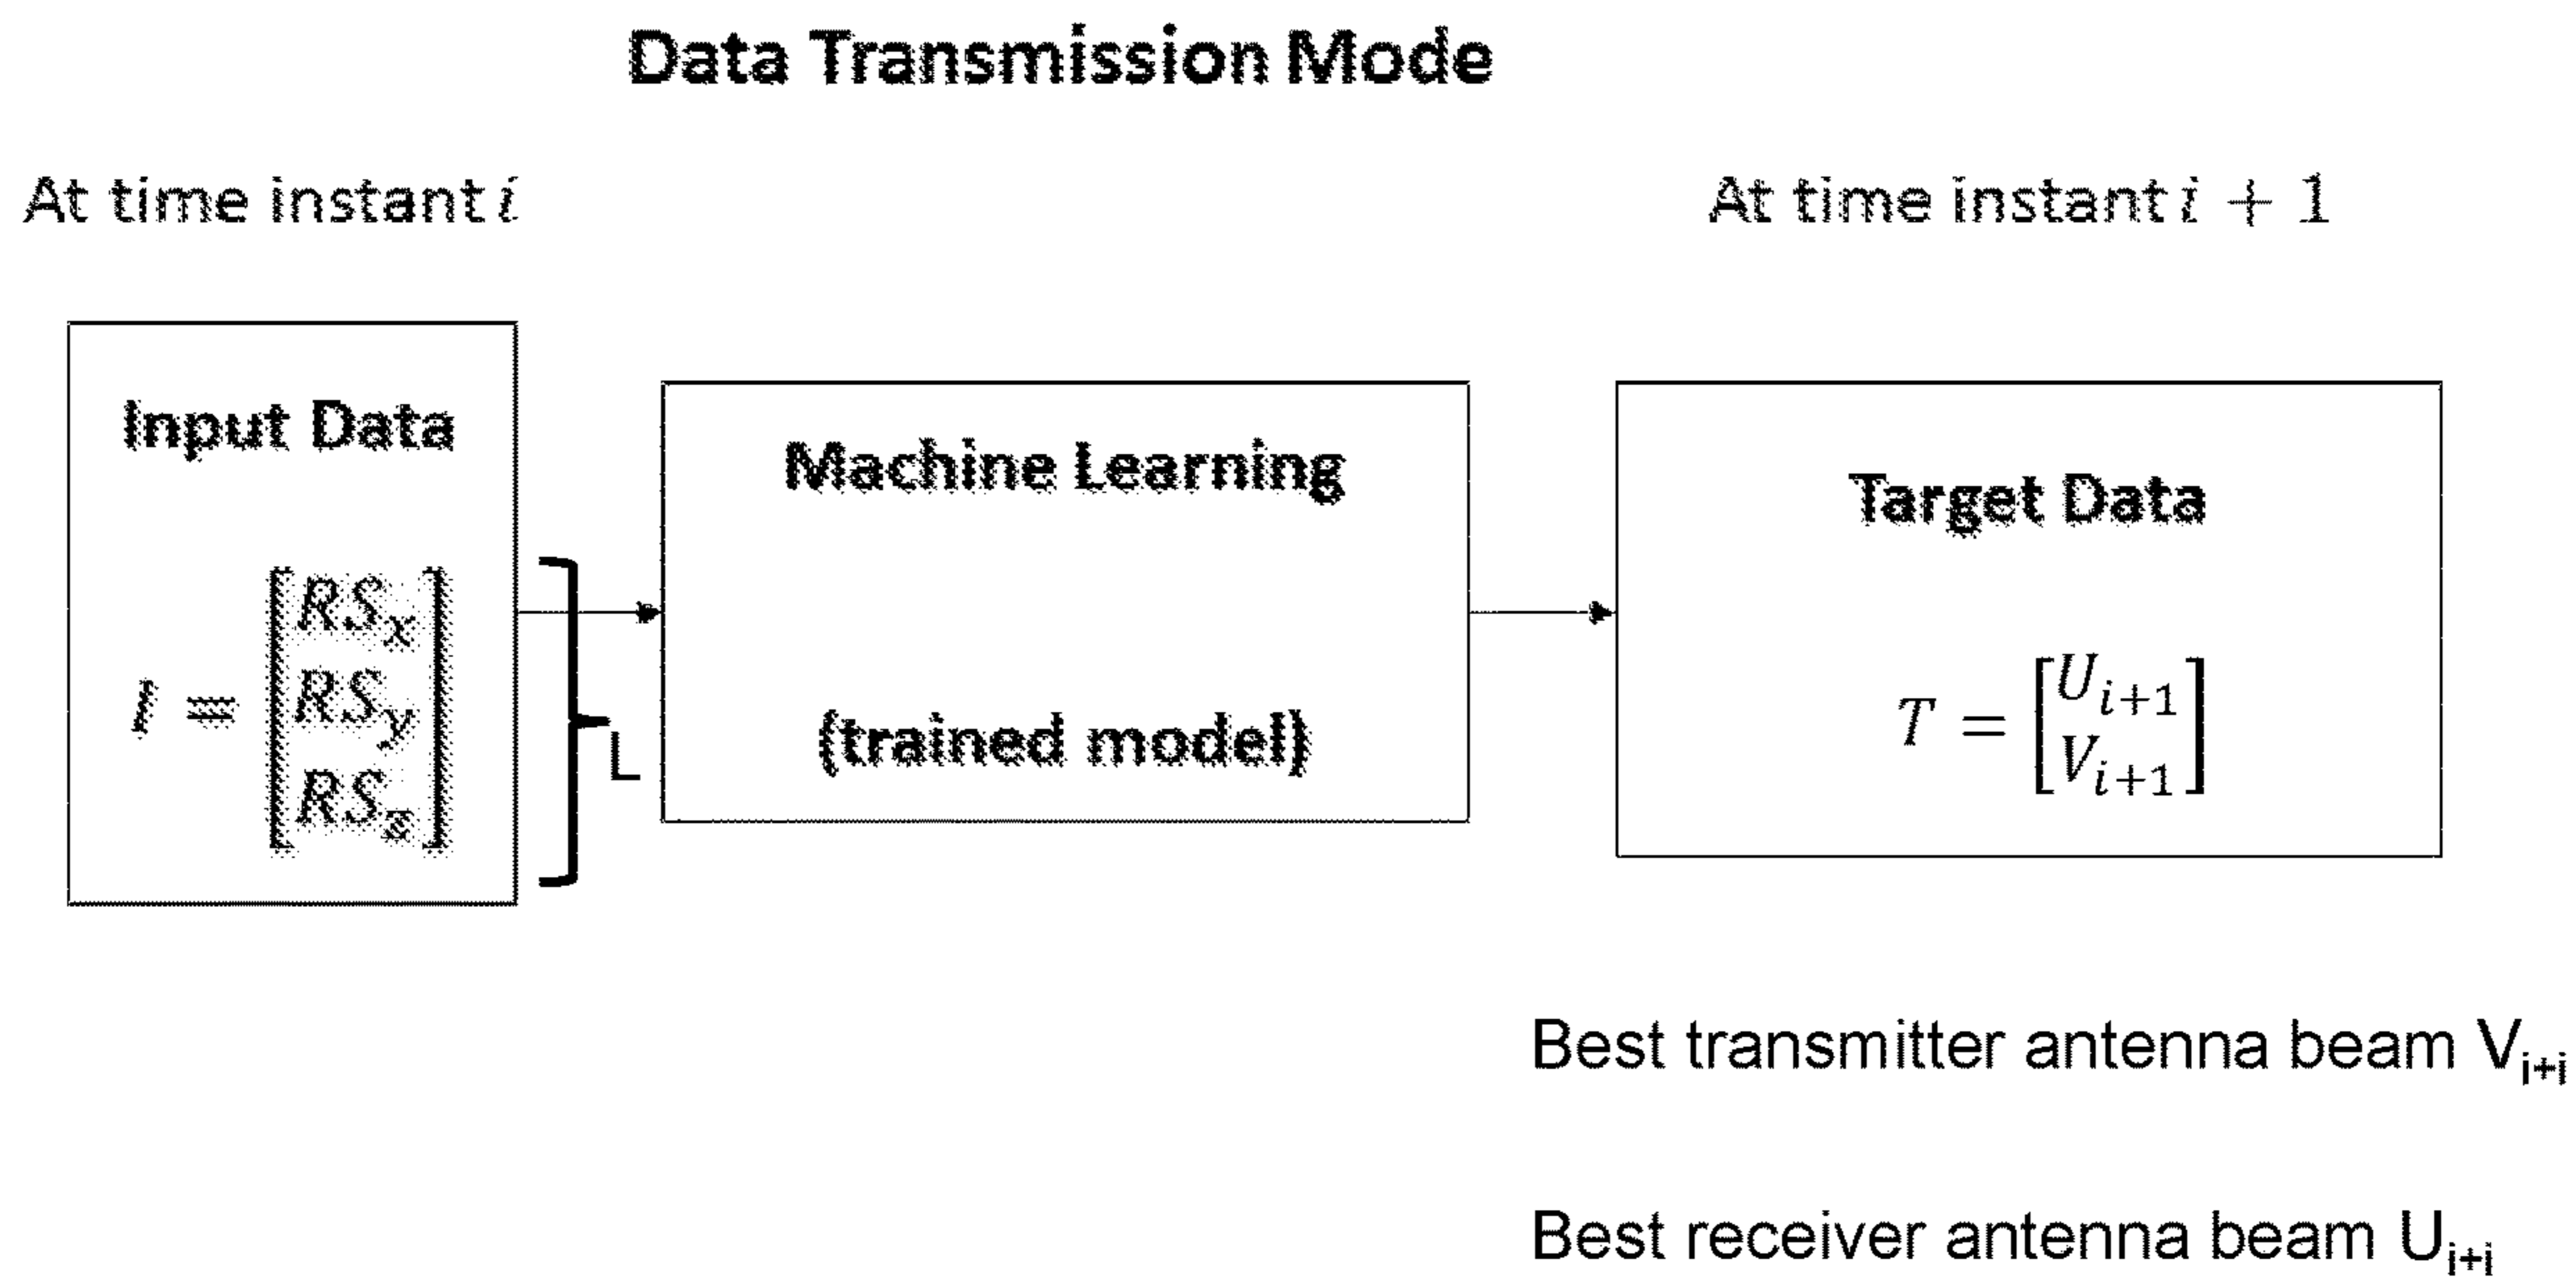 Data Transmission Mode
At time instant i
At time instant i + 1
Input Data
I = [RSx
RSy
RSz]
L
Machine Learning
(trained model)
Target Data
T = [Ui+1
Vi+1]
Best transmitter antenna beam Vi+i
Best receiver antenna beam Ui+i